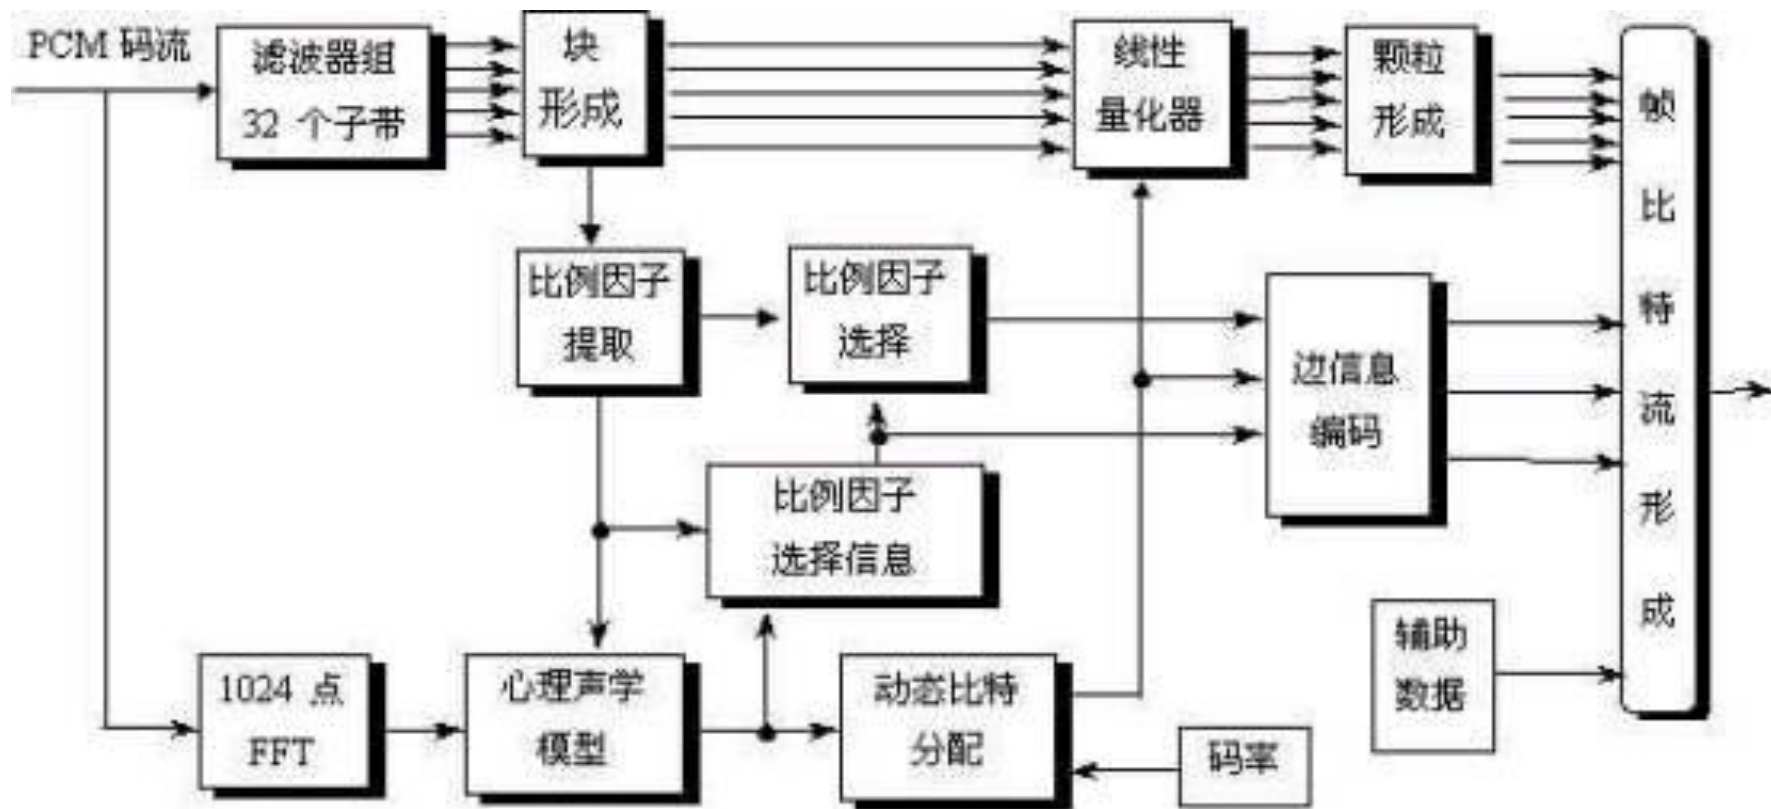 PCM 码流
滤波器组
32 个子带
块
形成
线性
量化器
颗粒
形成
帧
比
特
流
形
成
比例因子
提取
比例因子
选择
边信息
编码
比例因子
选择信息
辅助
数据
1024 点
FFT
心理声学
模型
动态比特
分配
码率